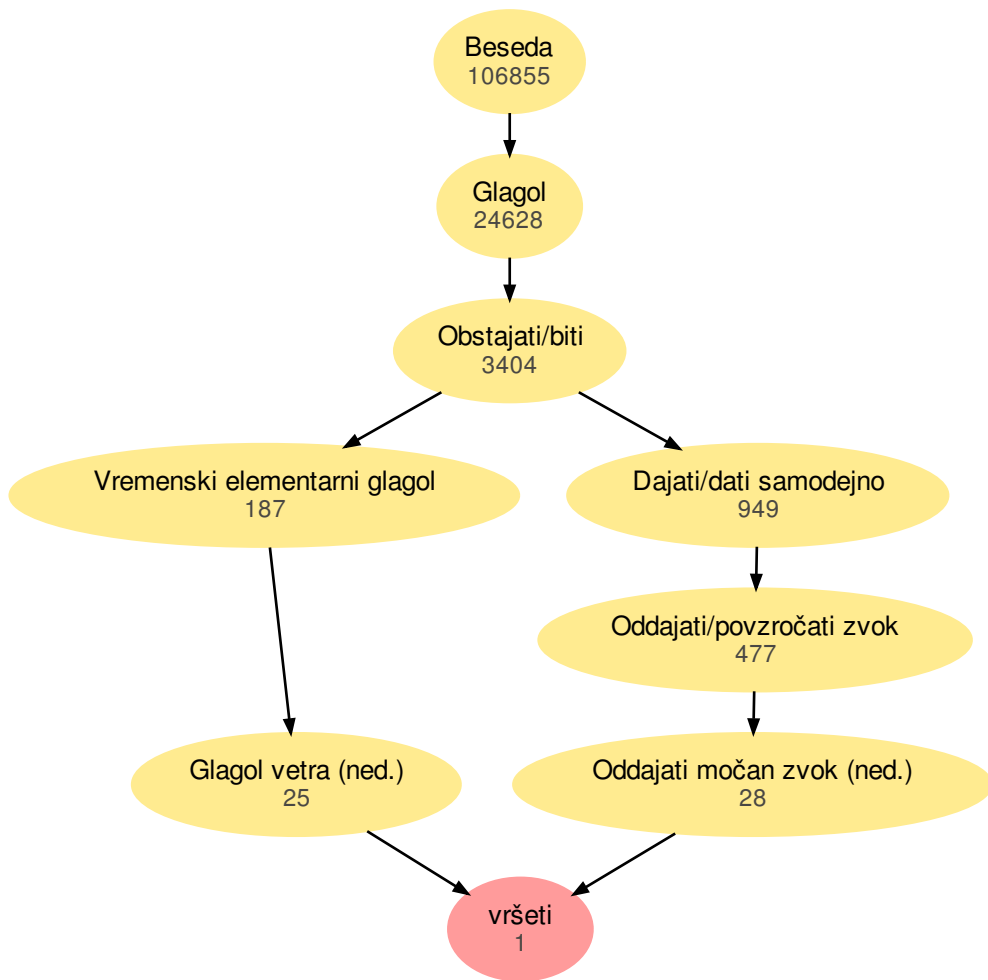 Beseda
106855
Glagol
24628
Obstajati/biti
3404
Vremenski elementarni glagol
187
Dajati/dati samodejno
949
Oddajati/povzročati zvok
477
Glagol vetra (ned.)
25
Oddajati močan zvok (ned.)
28
vršeti
1